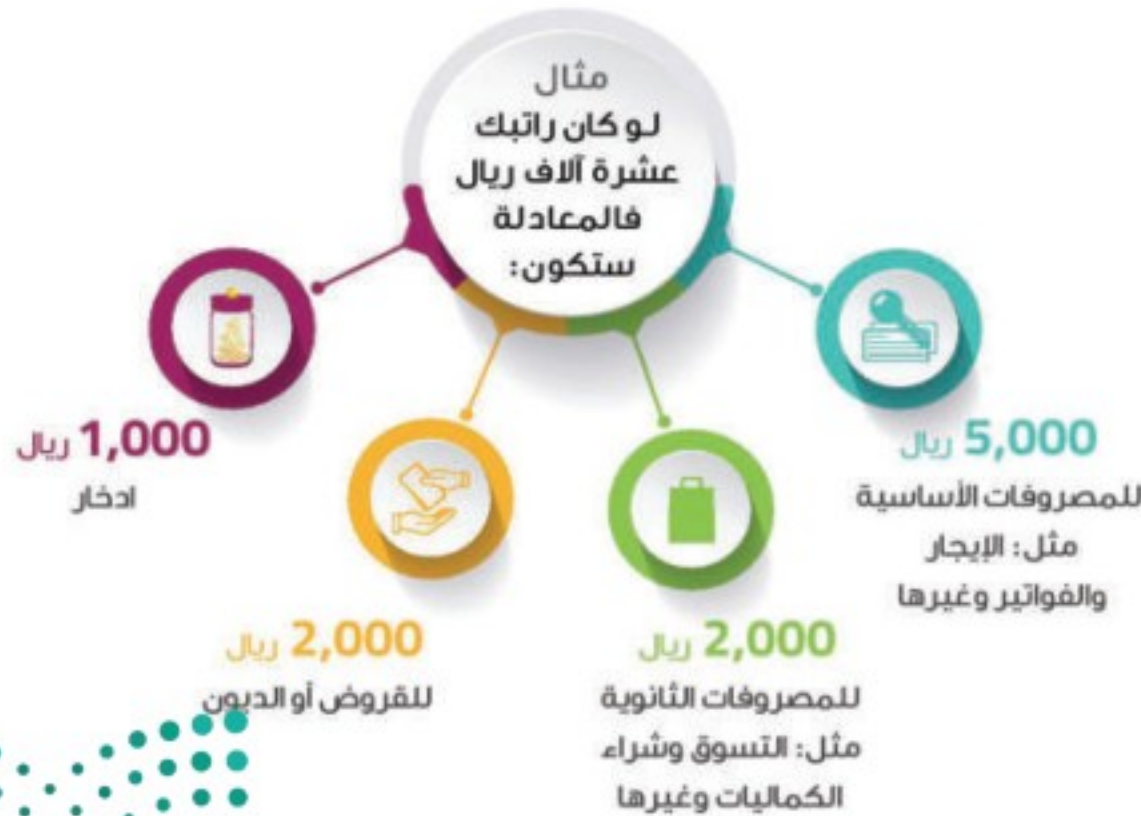 مثال
لو كان راتبك
عشرة آلاف ريال
فالمعادلة
ستكون:
5,000 ريال
للمصروفات الأساسية
مثل: الإيجار
والفواتير وغيرها
2,000 ريال
للمصروفات الثانوية
مثل: التسوق وشراء
الكماليات وغيرها
2,000 ريال
للقروض أو الديون
1,000 ريال
ادخار